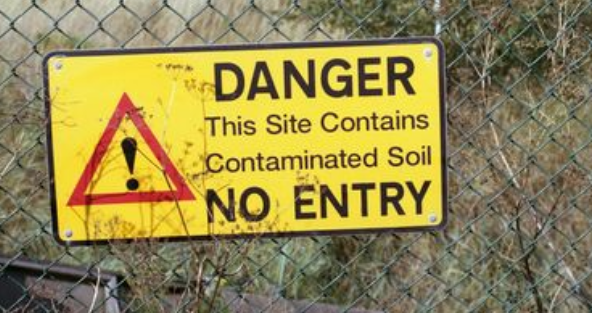 DANGER
This Site Contains
Contaminated Soil
NO ENTRY